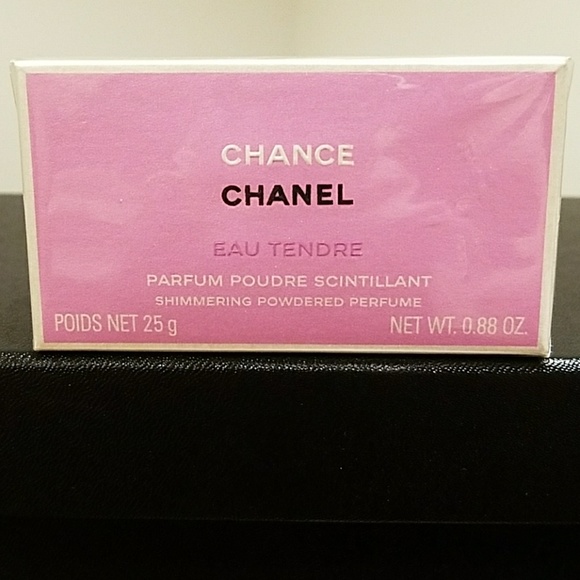 CHANCE
CHANEL
EAU TENDRE
PARFUM POUDRE SCINTILLANT
SHIMMERING POWDERED PERFUME
POIDS NET 25 g NET WT. 0.88 OZ.